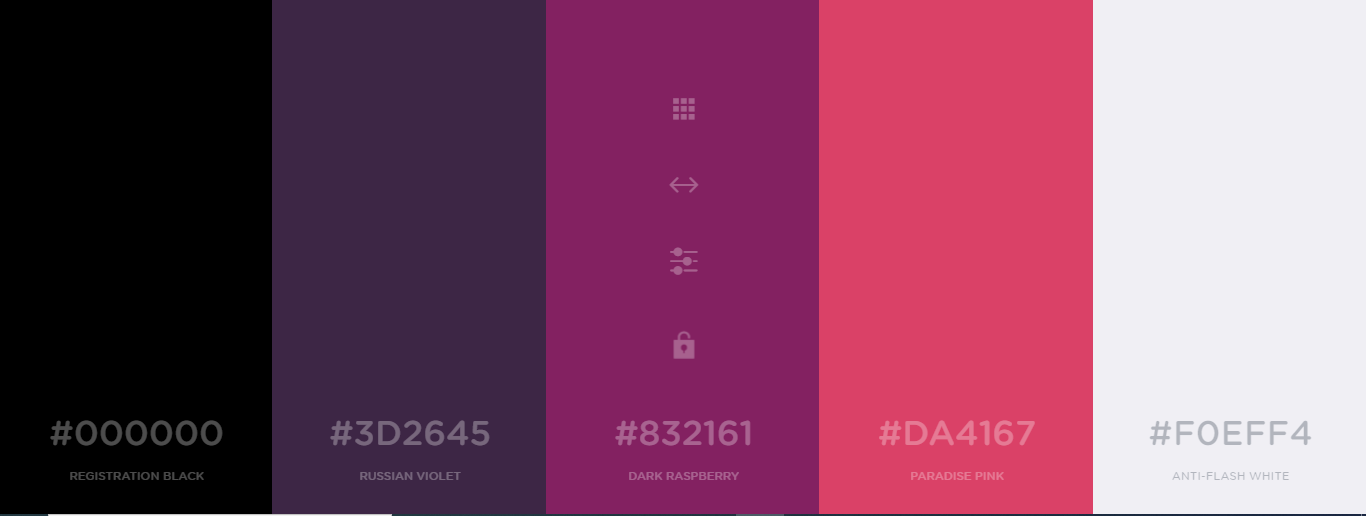 #000000
REGISTRATION BLACK
#3D2645
RUSSIAN VIOLET
#832161
DARK RASPBERRY
#DA4167
PARADISE PINK
#F0EFF4
ANTI-FLASH WHITE